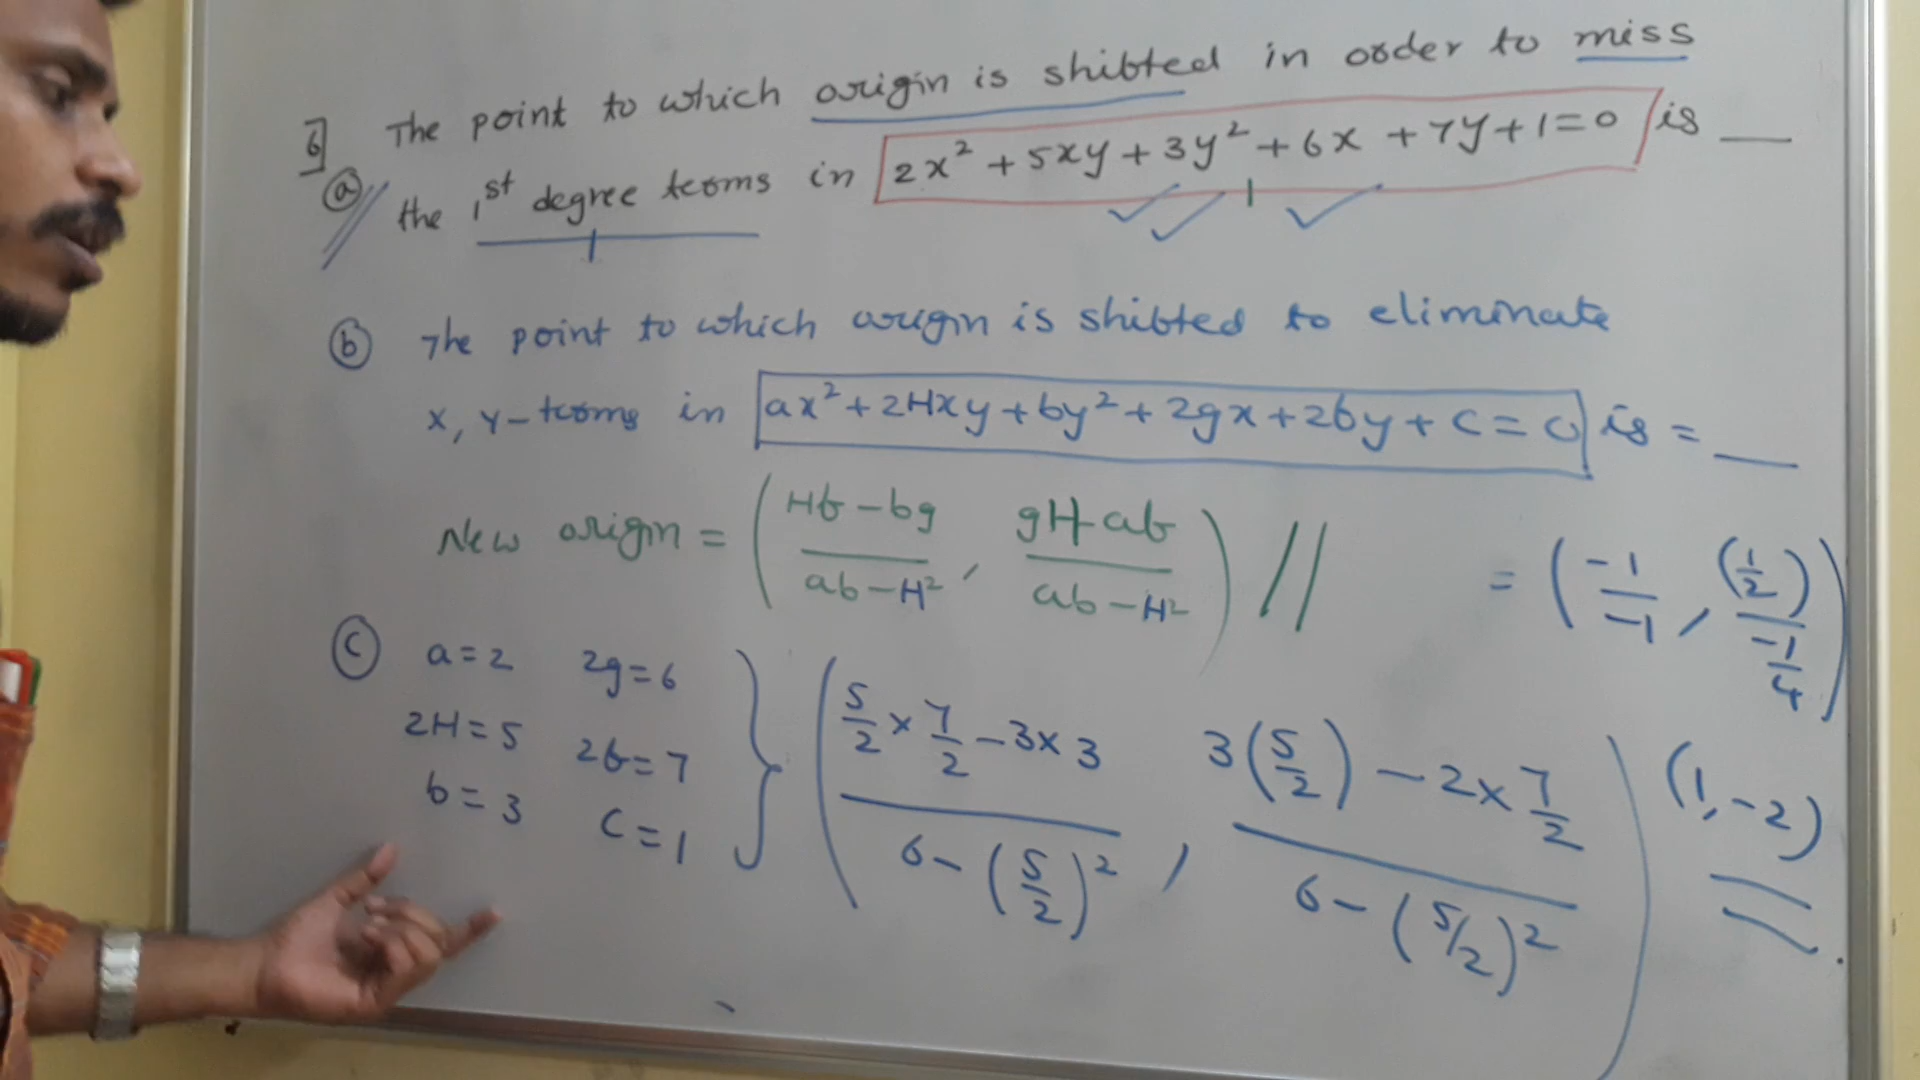 6] The point to which origin is shifted in order to miss
(a) the 1st degree terms in 2x² + 5xy + 3y² + 6x + 7y + 1 = 0 is __
(b) The point to which origin is shifted to eliminate
x, y-terms in ax² + 2Hxy + by² + 2gx + 2fy + c = 0 is = __
New origin = ( (Hf - bg)/(ab - H²) , (gH - af)/(ab - H²) ) //
= ( -1/-1 , (1/2)/(-1/4) )
(c) a = 2 2g = 6
2H = 5 2f = 7
b = 3 c = 1
} ( (5/2 × 7/2 - 3 × 3)/(6 - (5/2)²) , (3(5/2) - 2 × 7/2)/(6 - (5/2)²) ) (1, -2)